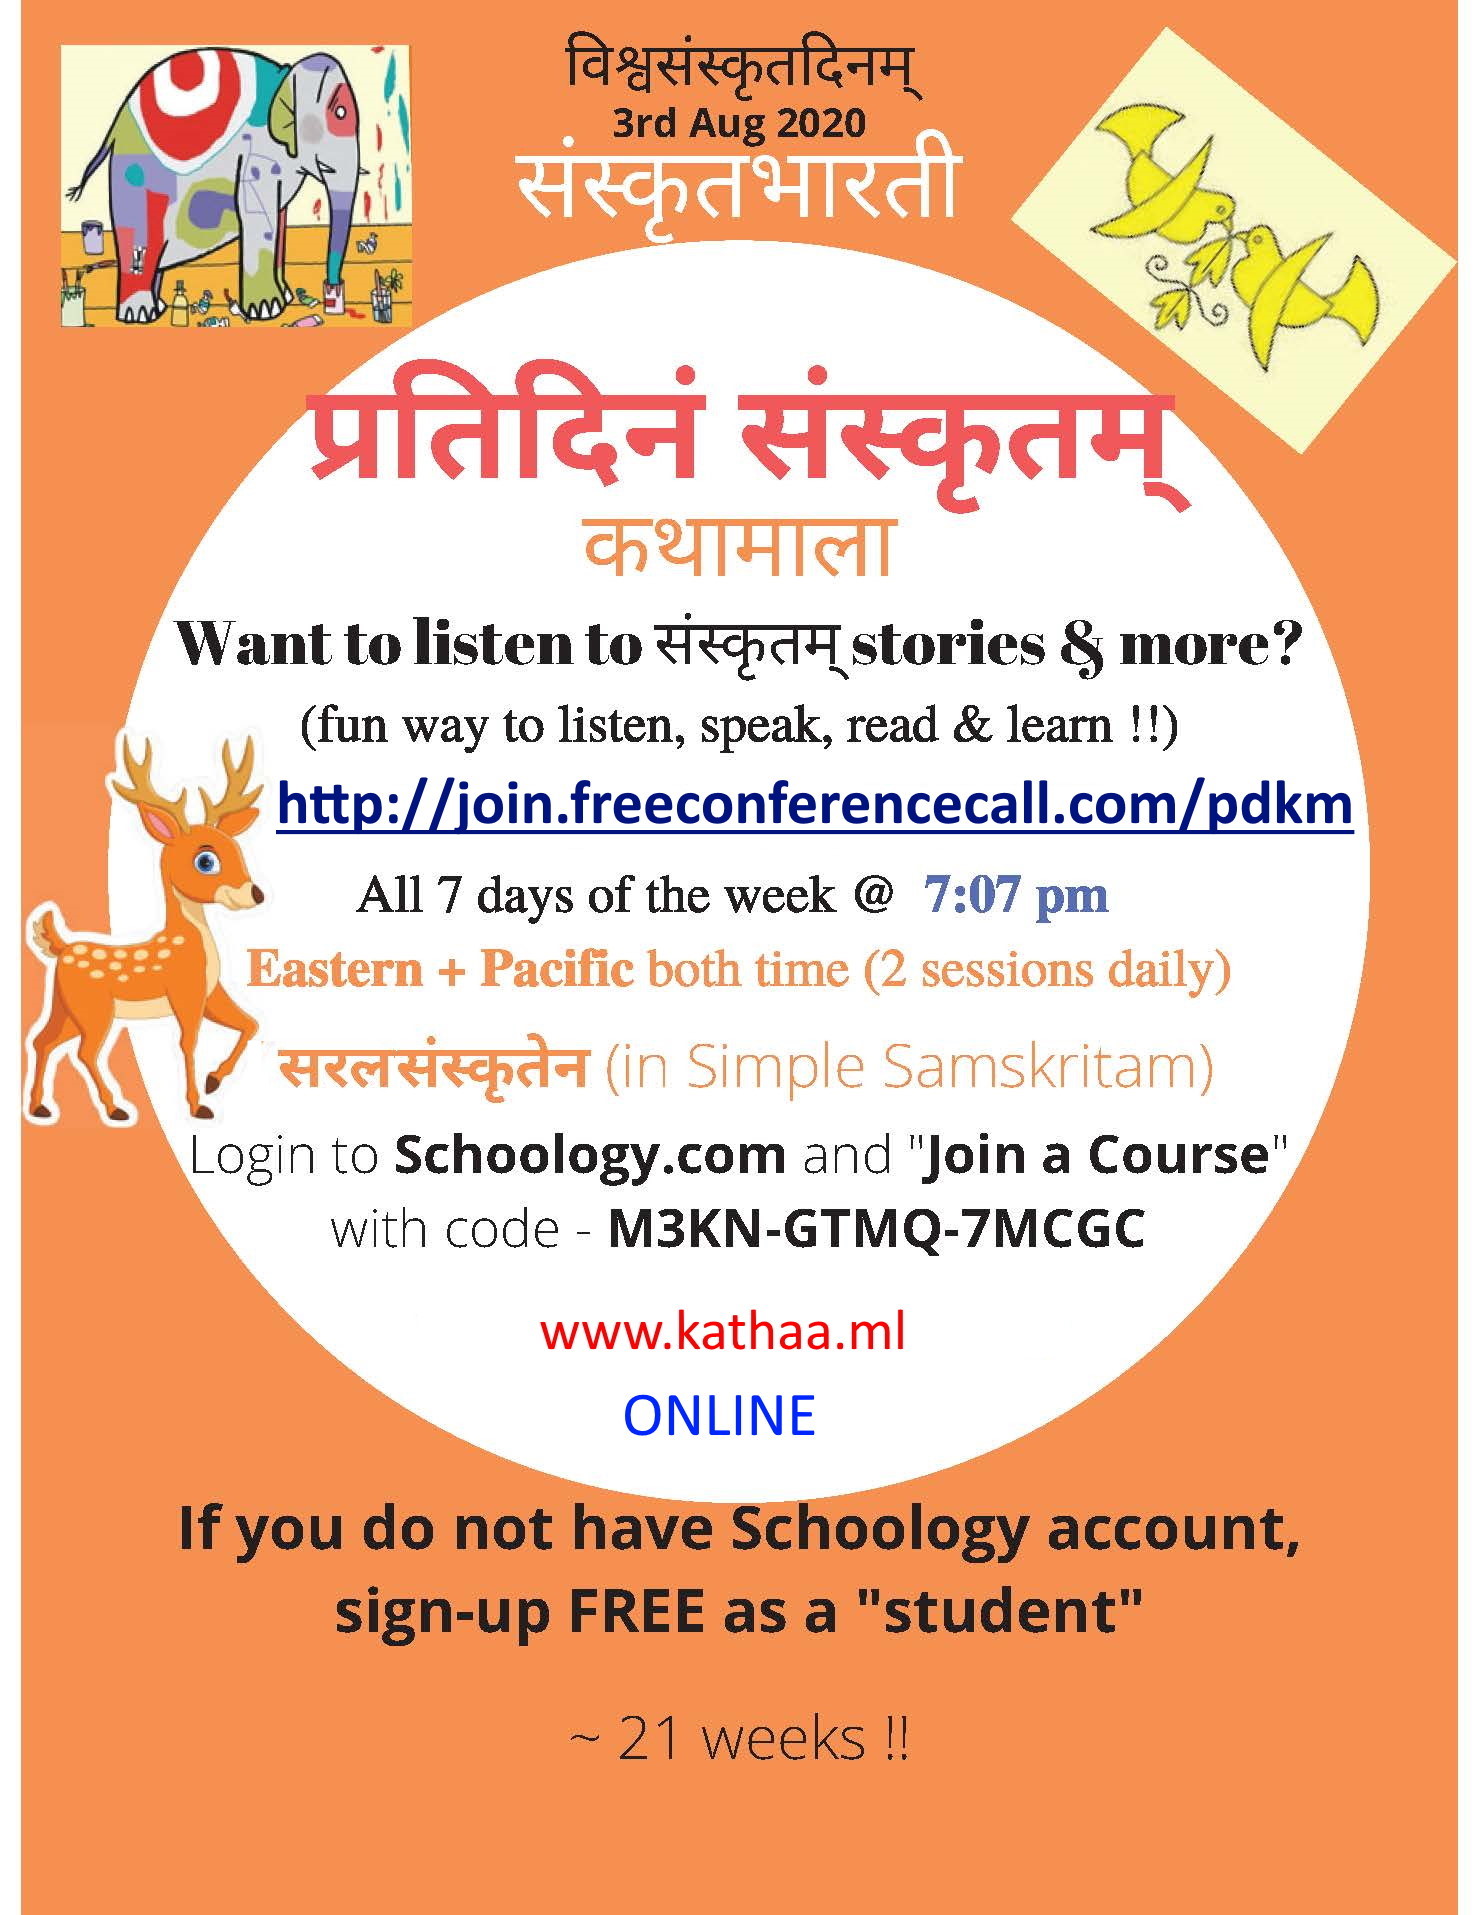 विश्वसंस्कृतदिनम्
3rd Aug 2020
संस्कृतभारती
प्रतिदिनं संस्कृतम्
कथामाला
Want to listen to संस्कृतम् stories & more?
(fun way to listen, speak, read & learn !!)
http://join.freeconferencecall.com/pdkm
All 7 days of the week @ 7:07 pm
Eastern + Pacific both time (2 sessions daily)
सरलसंस्कृतेन (in Simple Samskritam)
Login to Schoology.com and "Join a Course"
with code - M3KN-GTMQ-7MCGC
www.kathaa.ml
ONLINE
If you do not have Schoology account,
sign-up FREE as a "student"
~ 21 weeks !!